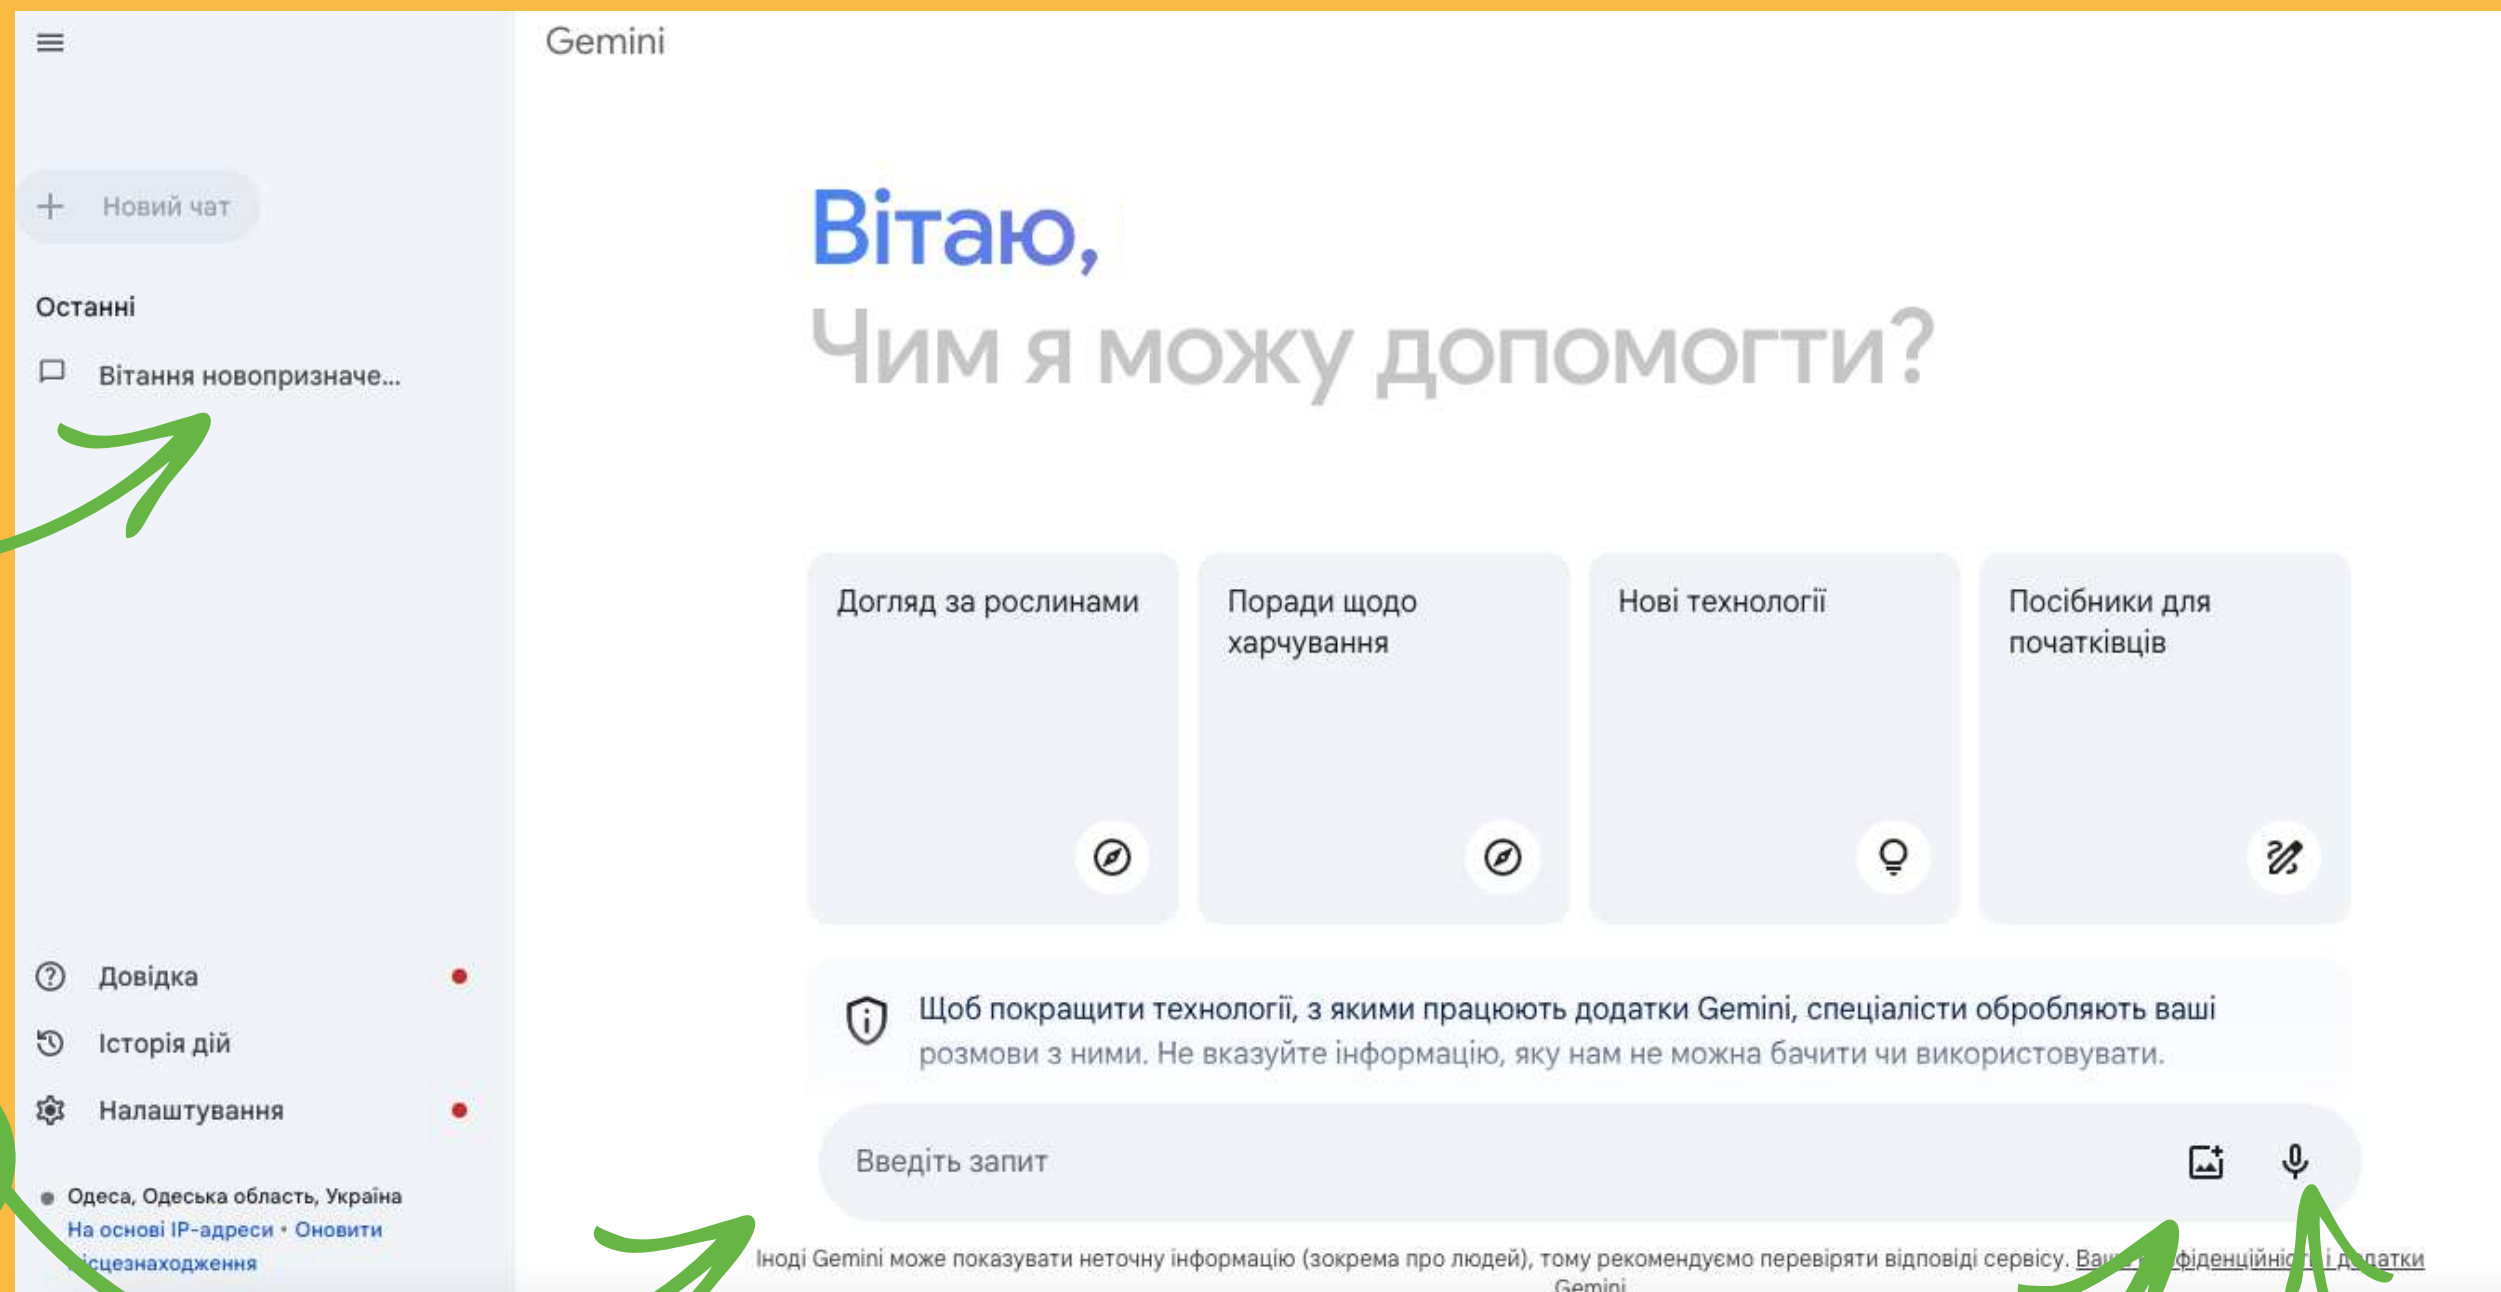 Gemini
Новий чат
Останні
Вітання новопризначе...
Довідка
Історія дій
Налаштування
Одеса, Одеська область, Україна
На основі IP-адреси • Оновити
Вітаю,
Чим я можу допомогти?
Догляд за рослинами
Поради щодо
харчування
Нові технології
Посібники для
початківців
Щоб покращити технології, з якими працюють додатки Gemini, спеціалісти обробляють ваші
розмови з ними. Не вказуйте інформацію, яку нам не можна бачити чи використовувати.
Введіть запит
Іноді Gemini може показувати неточну інформацію (зокрема про людей), тому рекомендуємо перевіряти відповіді сервісу. і додатки
Gemini